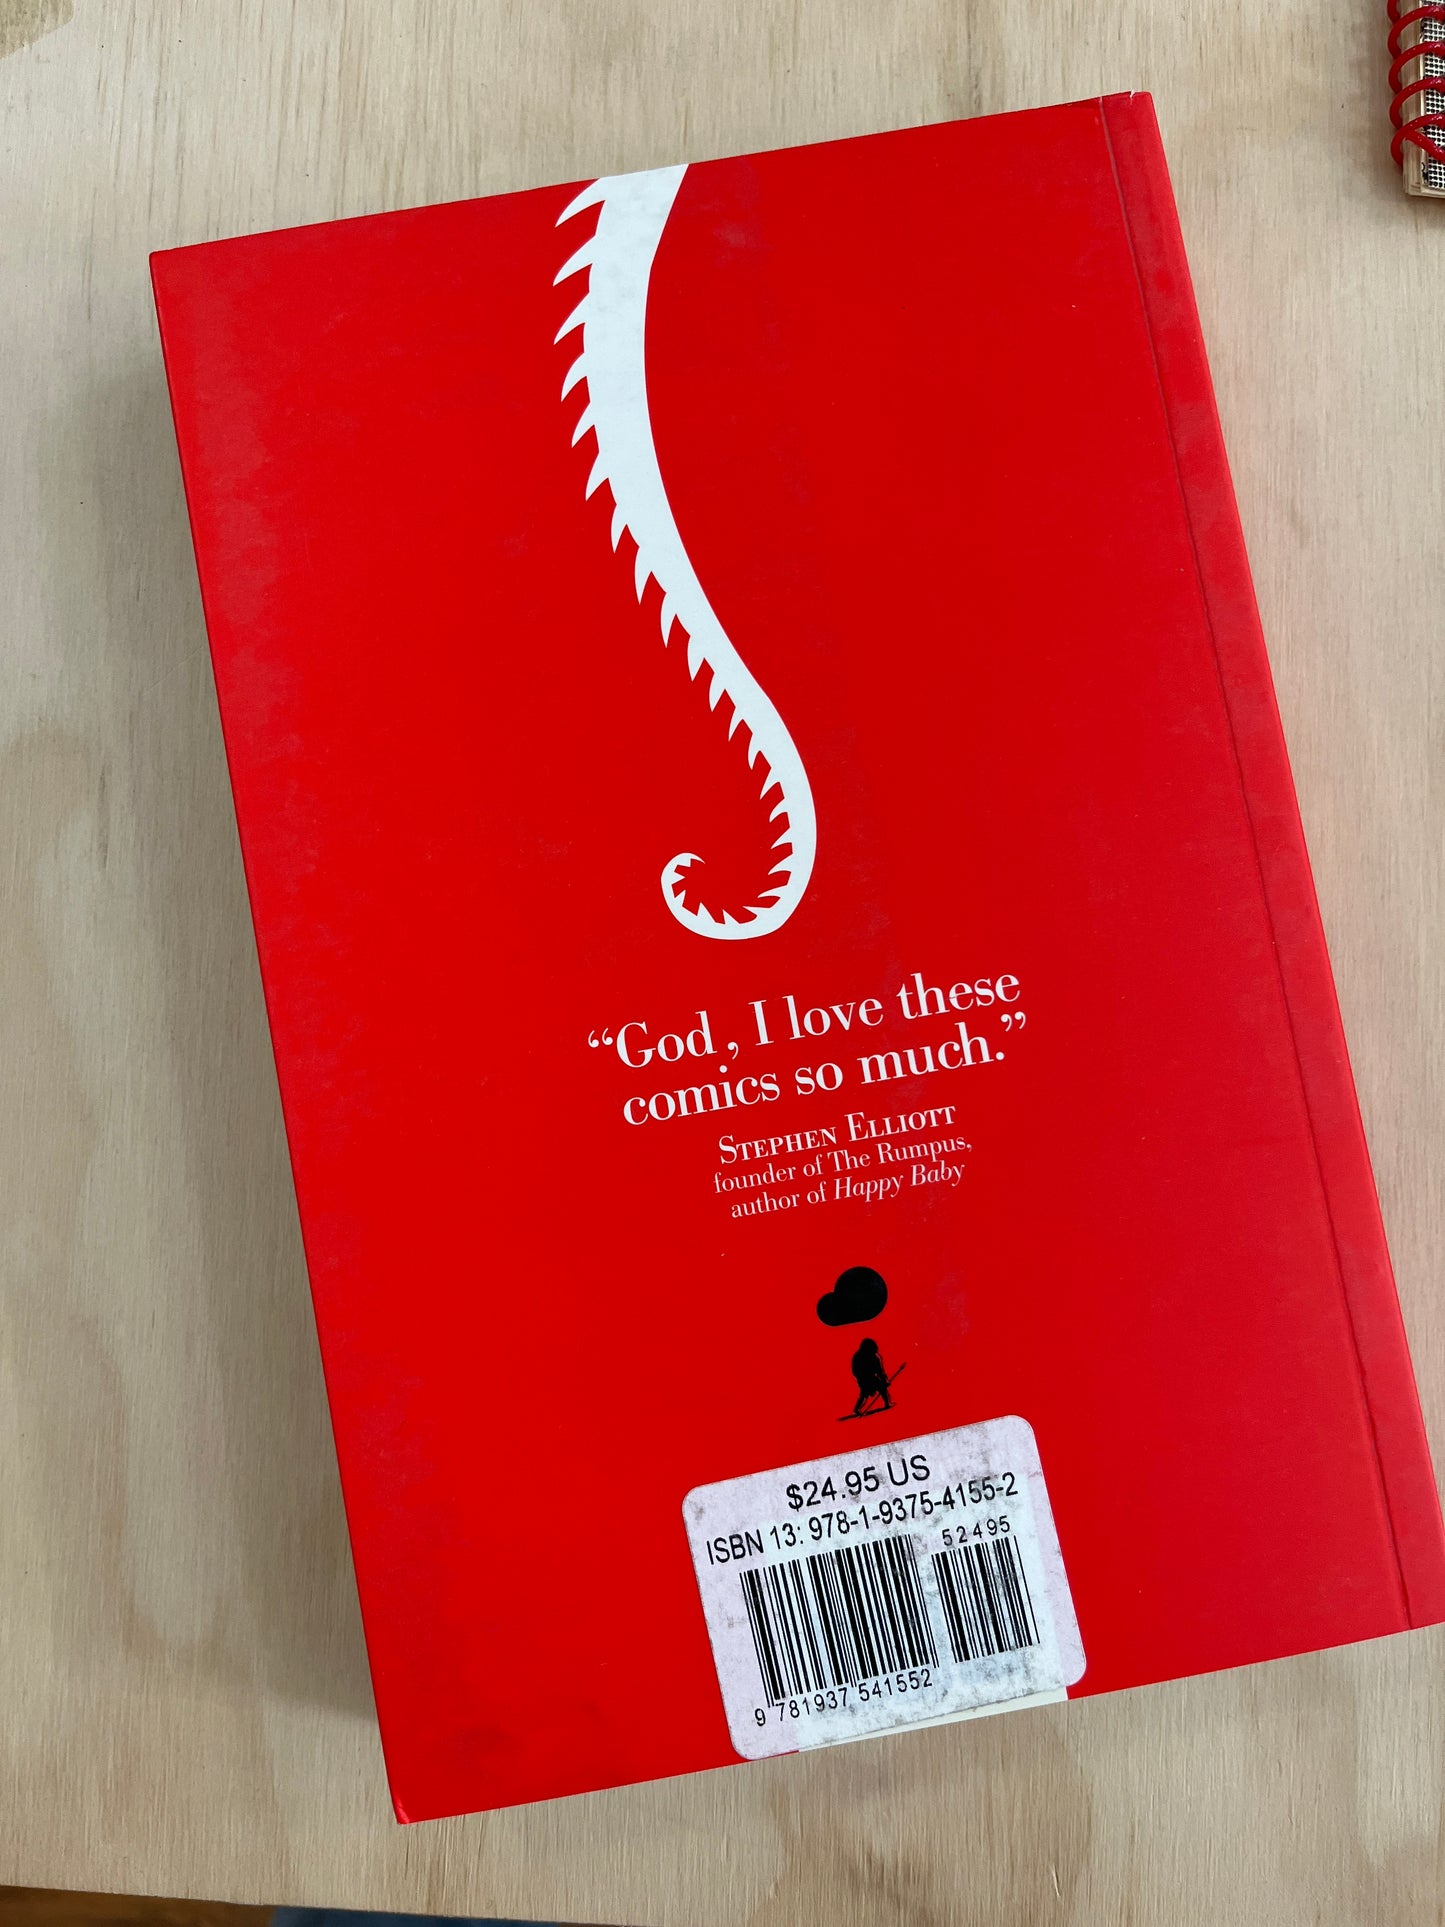 “God, I love these
comics so much.”
STEPHEN ELLIOTT
founder of The Rumpus,
author of Happy Baby
$24.95 US
ISBN 13: 978-1-9375-4155-2
52495
9 781937 541552